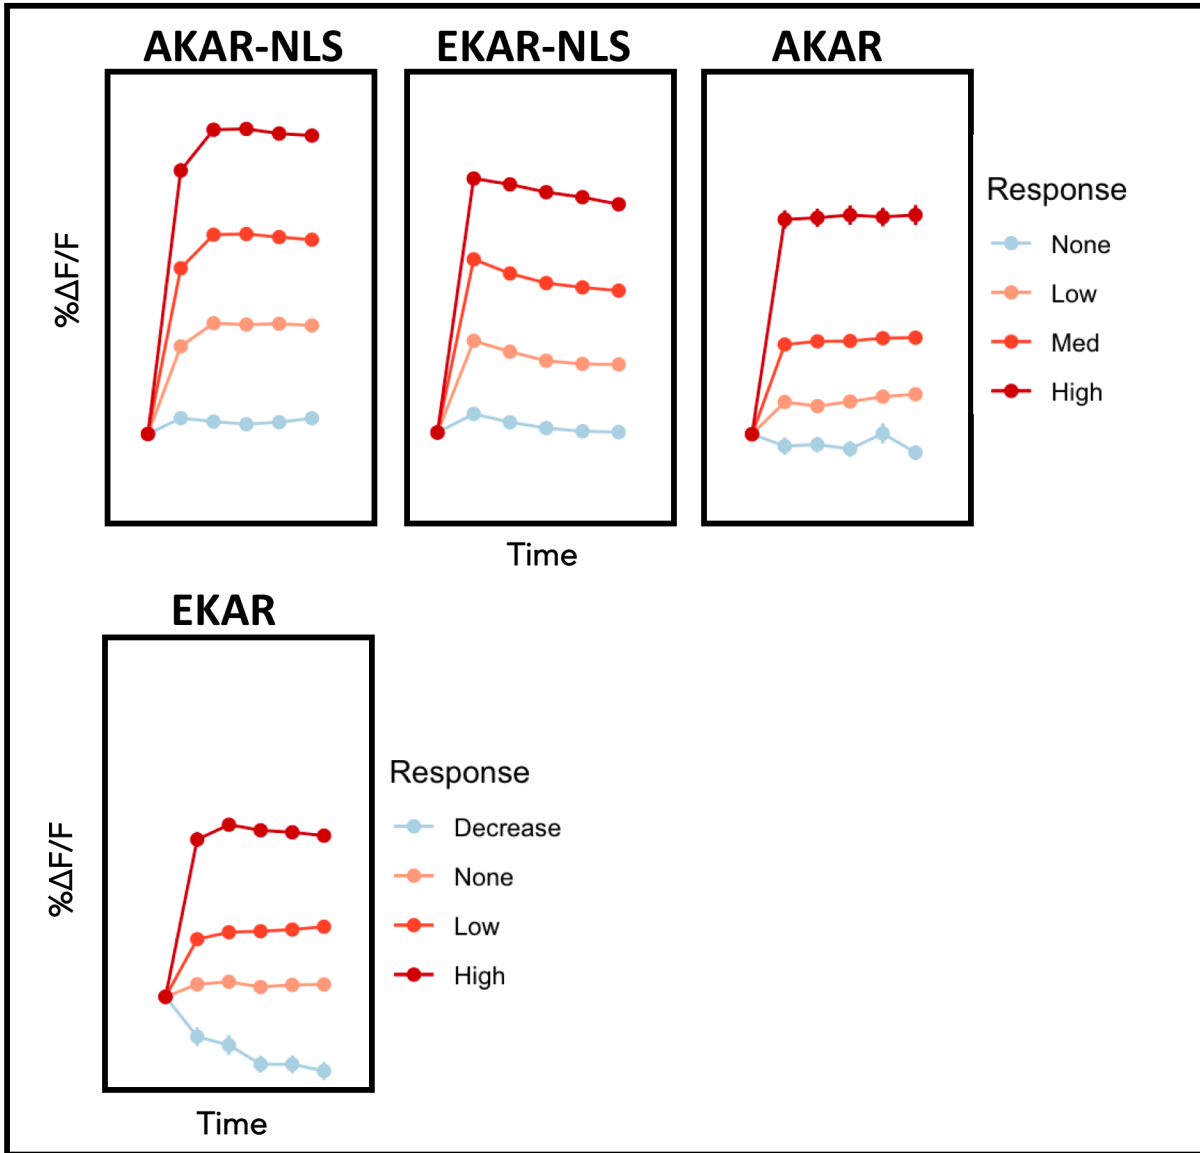 AKAR-NLS
EKAR-NLS
AKAR
%ΔF/F
Response
None
Low
Med
High
Time
EKAR
%ΔF/F
Response
Decrease
None
Low
High
Time